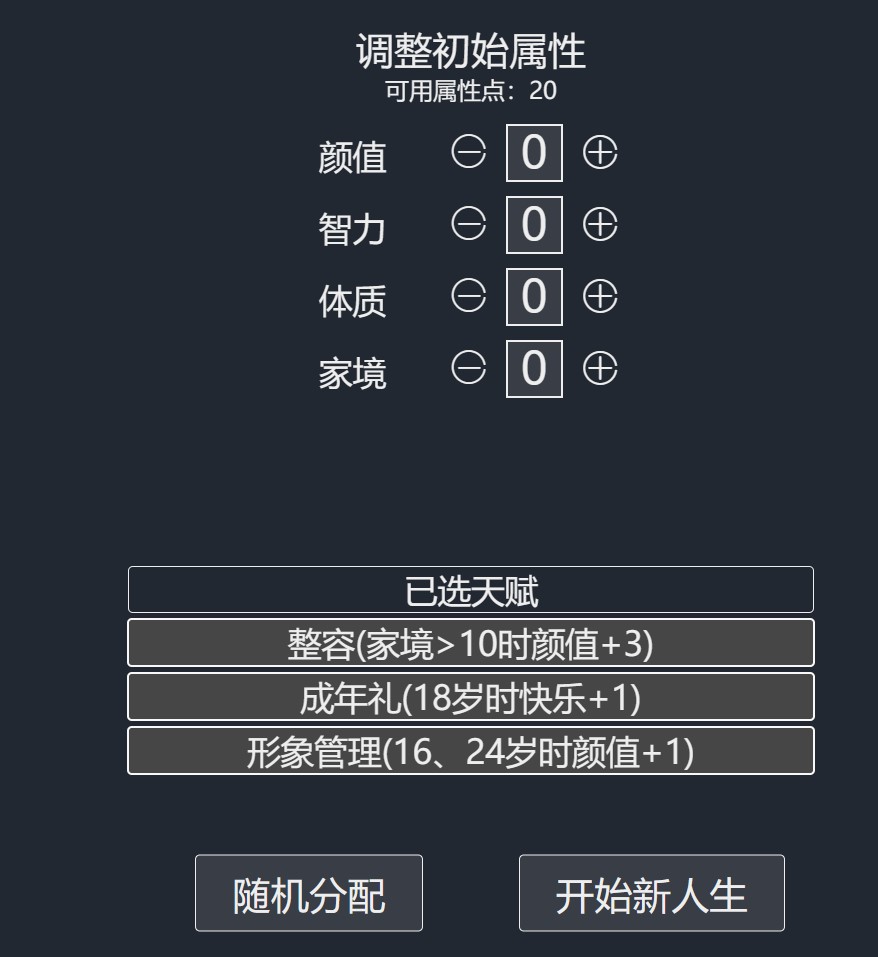 调整初始属性
可用属性点：20
颜值 0
智力 0
体质 0
家境 0
已选天赋
整容(家境>10时颜值+3)
成年礼(18岁时快乐+1)
形象管理(16、24岁时颜值+1)
随机分配 开始新人生